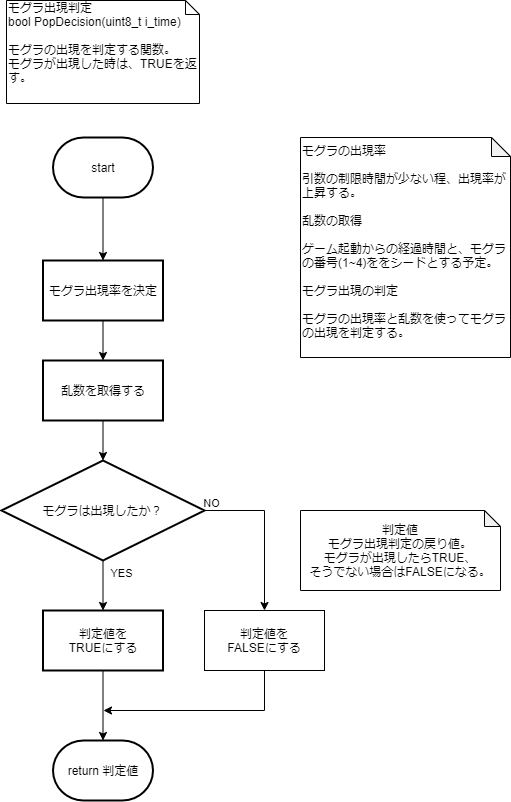 モグラ出現判定
bool PopDecision(uint8_t i_time)
モグラの出現を判定する関数。
モグラが出現した時は、TRUEを返
す。
start
モグラの出現率
引数の制限時間が少ない程、出現率が
上昇する。
乱数の取得
ゲーム起動からの経過時間と、モグラ
の番号(1~4)ををシードとする予定。
モグラ出現の判定
モグラの出現率と乱数を使ってモグラ
の出現を判定する。
モグラ出現率を決定
乱数を取得する
モグラは出現したか？
NO
YES
判定値
モグラ出現判定の戻り値。
モグラが出現したらTRUE、
そうでない場合はFALSEになる。
判定値を
TRUEにする
判定値を
FALSEにする
return 判定値